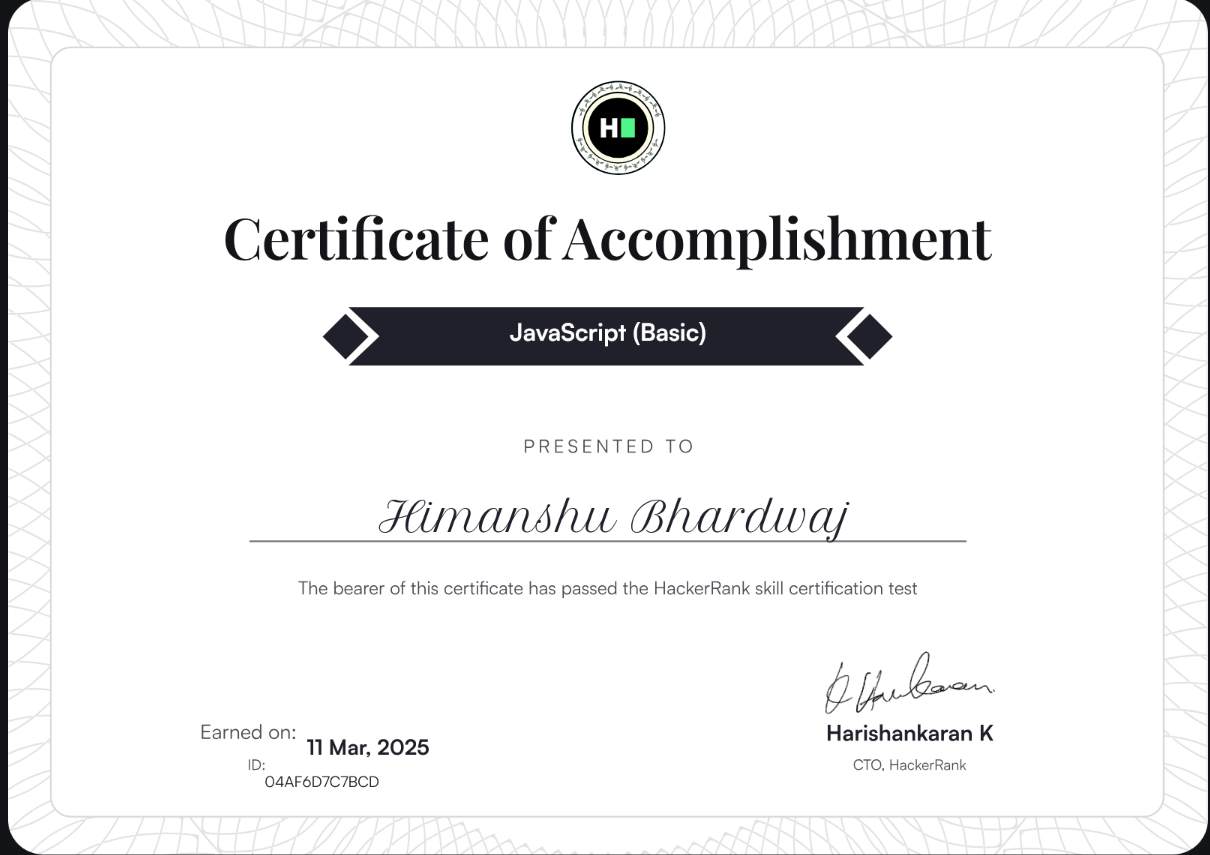 H
Certificate of Accomplishment
JavaScript (Basic)
PRESENTED TO
Himanshu Bhardwaj
The bearer of this certificate has passed the HackerRank skill certification test
Earned on: 11 Mar, 2025
ID: 04AF6D7C7BCD
Harishankaran K
CTO, HackerRank